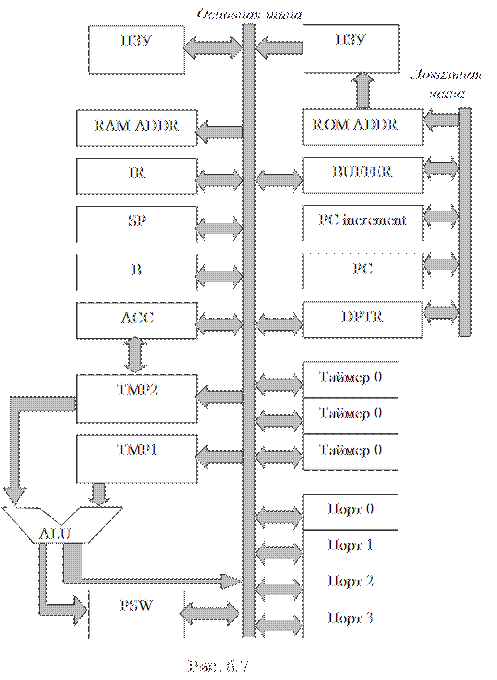 Основная шина
ПЗУ
ПЗУ
Локальная
шина
RAM ADDR
ROM ADDR
IR
BUFFER
SP
PC increment
B
PC
ACC
DPTR
TMP2
Таймер 0
Таймер 0
TMP1
Таймер 0
Порт 0
ALU
Порт 1
Порт 2
PSW
Порт 3
Рис. 6.7